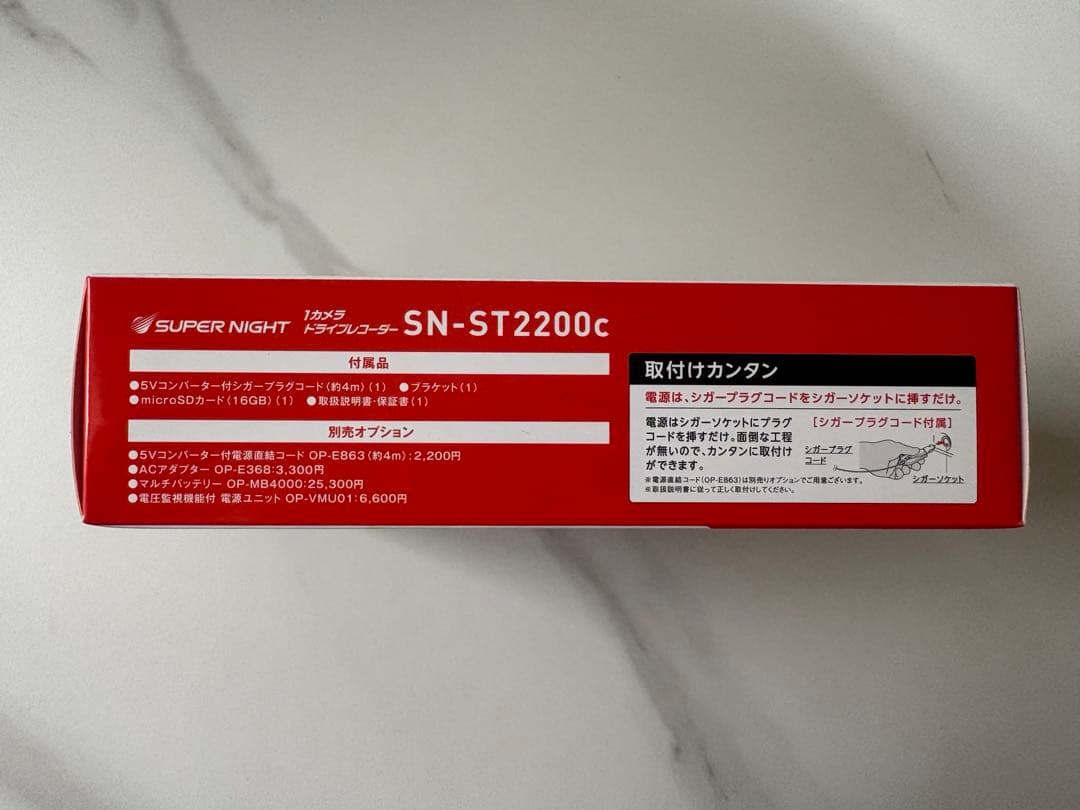 SUPER NIGHT 1カメラ ドライブレコーダー SN-ST2200c
付属品
●5Vコンバーター付シガープラグコード(約4m)(1) ●ブラケット(1)
●microSDカード(16GB)(1) ●取扱説明書・保証書(1)
別売オプション
●5Vコンバーター付電源直結コード OP-E863(約4m):2,200円
●ACアダプター OP-E368:3,300円
●マルチバッテリー OP-MB4000:25,300円
●電圧監視機能付 電源ユニット OP-VMU01:6,600円
取付けカンタン
電源は、シガープラグコードをシガーソケットに挿すだけ。
電源はシガーソケットにプラグ
コードを挿すだけ。面倒な工程
が無いので、カンタンに取付け
ができます。
[シガープラグコード付属]
シガープラグ
コード
シガーソケット
※電源直結コード(OP-E863)は別売りオプションでご用意ございます。
※取扱説明書に従って正しく取付けしてください。